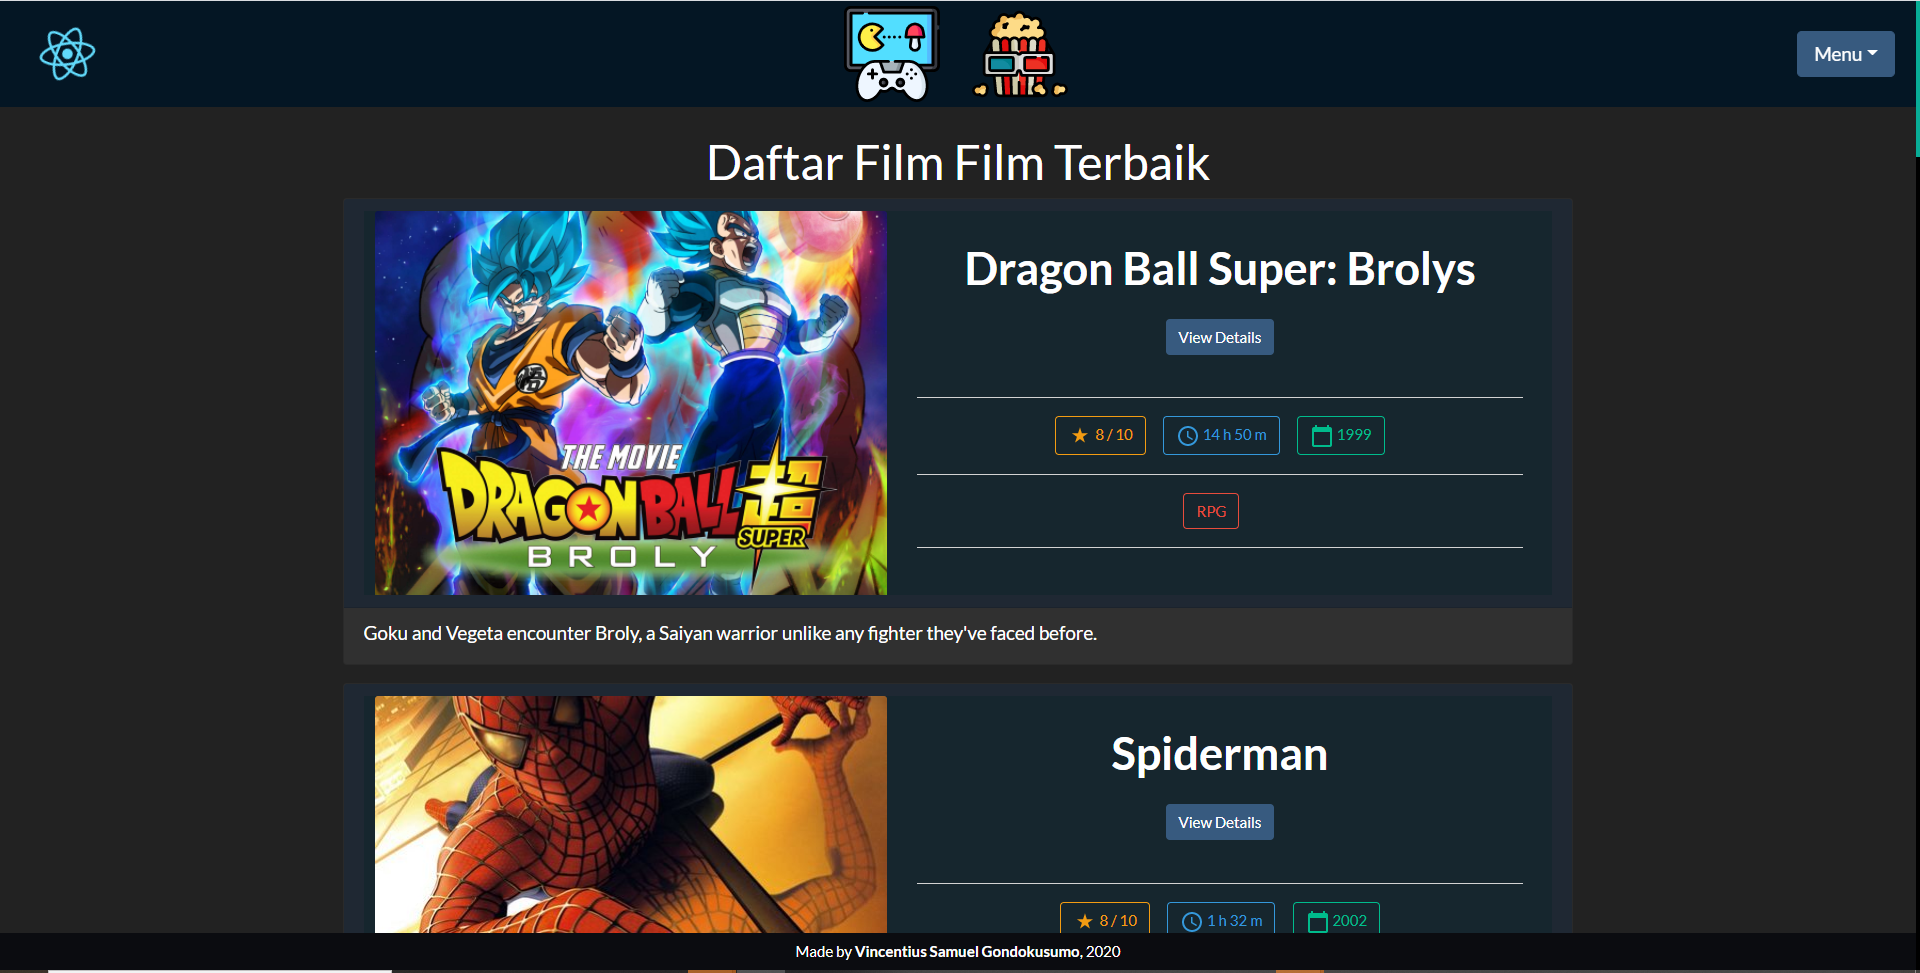 Menu
Daftar Film Film Terbaik
悟
THE MOVIE
DRAGON BALL 超
SUPER
BROLY
Dragon Ball Super: Brolys
View Details
8 / 10
14 h 50 m
1999
RPG
Goku and Vegeta encounter Broly, a Saiyan warrior unlike any fighter they've faced before.
Spiderman
View Details
8 / 10
1 h 32 m
2002
Made by Vincentius Samuel Gondokusumo, 2020